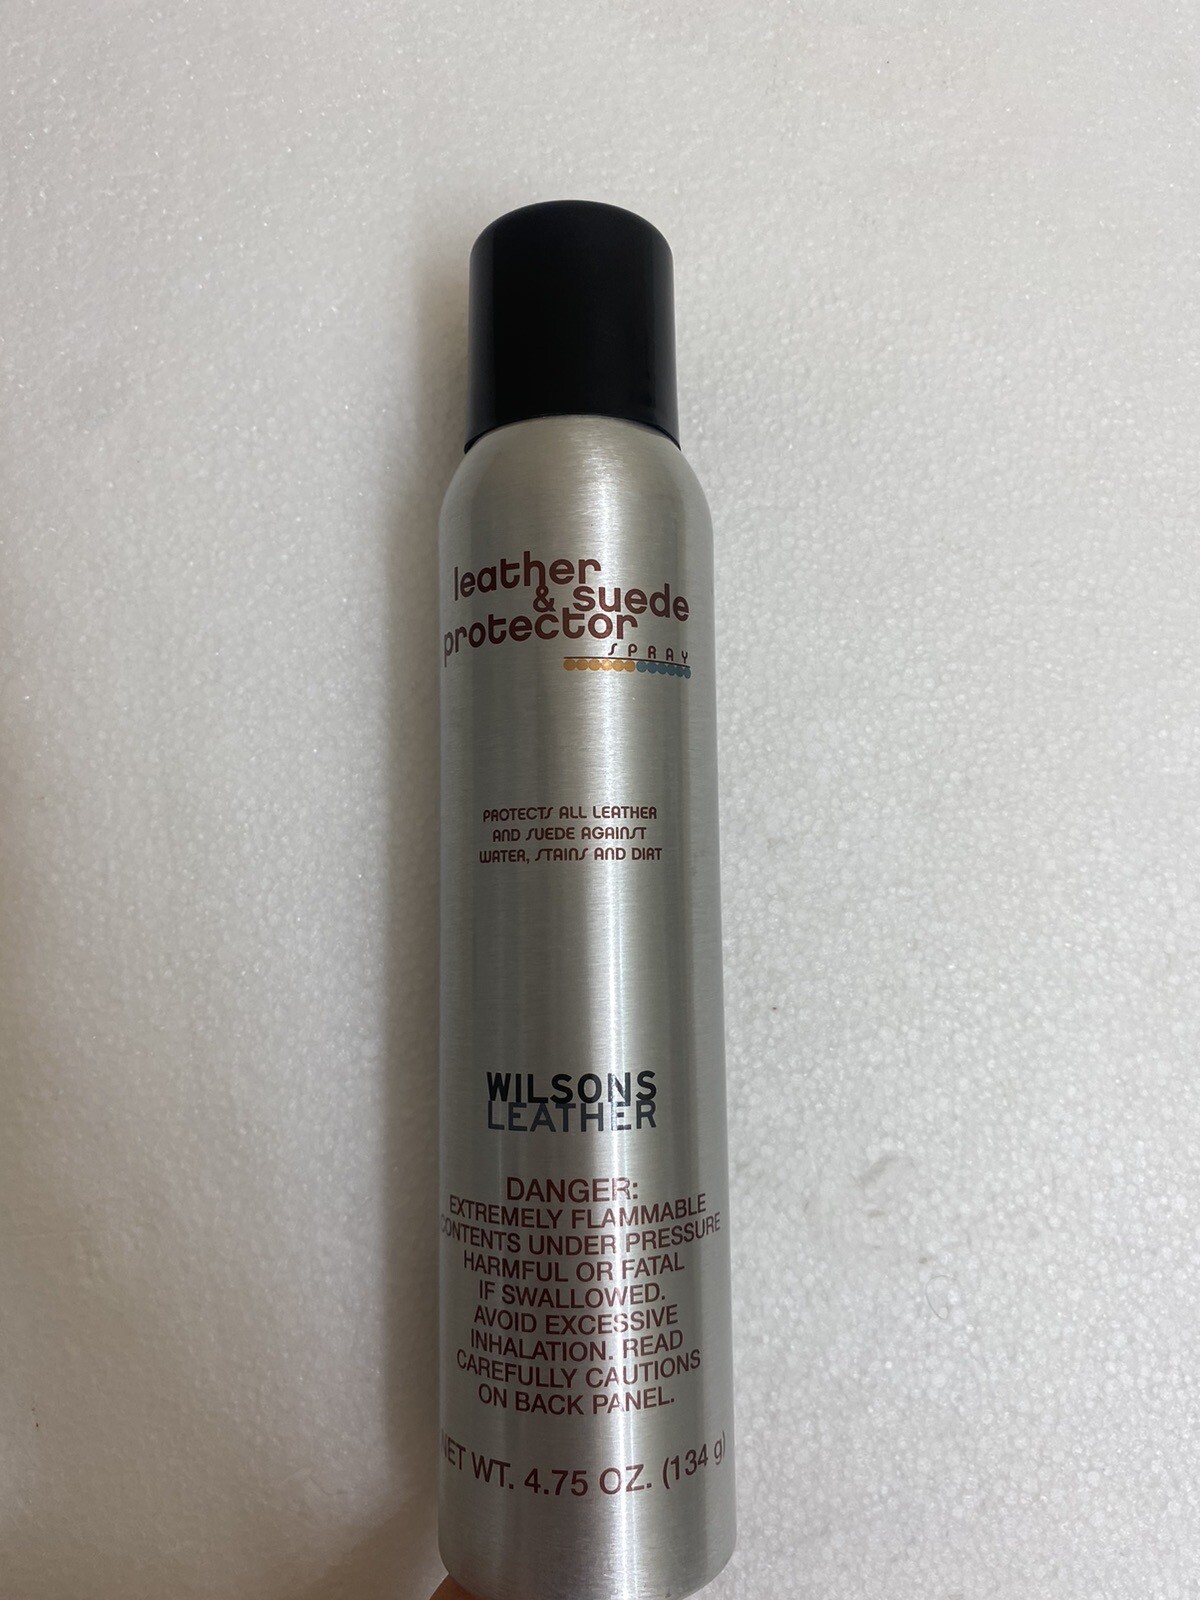 leather
& suede
protector
SPRAY
PROTECTS ALL LEATHER
AND SUEDE AGAINST
WATER, STAINS AND DIRT
WILSONS
LEATHER
DANGER:
EXTREMELY FLAMMABLE
CONTENTS UNDER PRESSURE
HARMFUL OR FATAL
IF SWALLOWED.
AVOID EXCESSIVE
INHALATION. READ
CAREFULLY CAUTIONS
ON BACK PANEL.
NET WT. 4.75 OZ. (134 g)